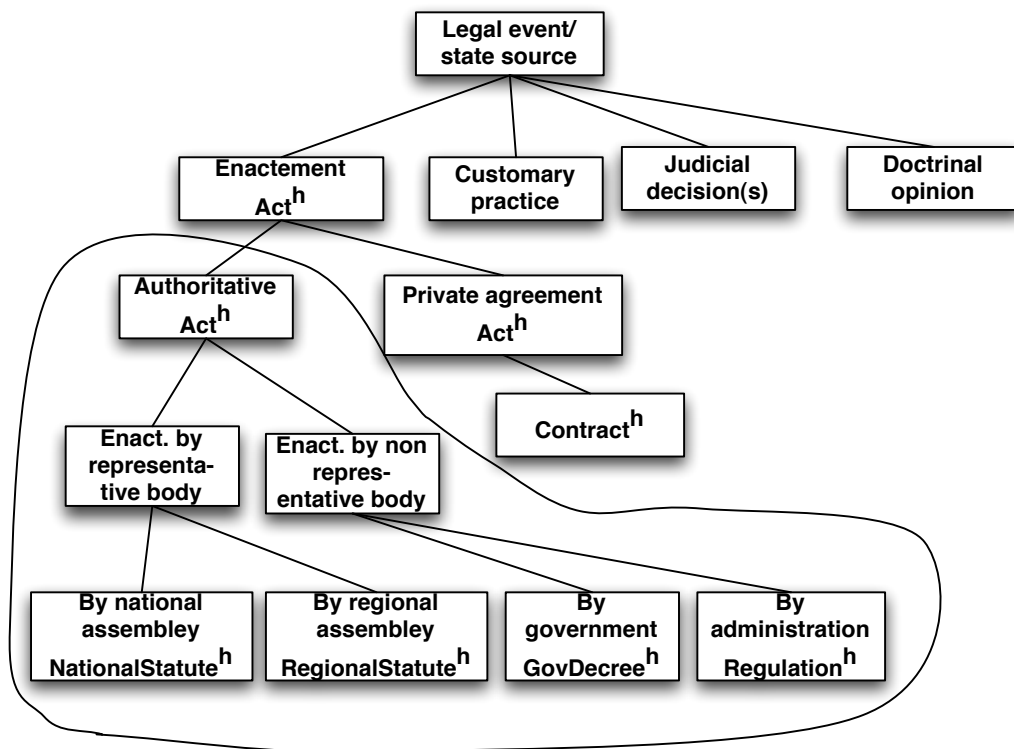 Legal event/
state source
Enactement
Act^h
Customary
practice
Judicial
decision(s)
Doctrinal
opinion
Authoritative
Act^h
Private agreement
Act^h
Contract^h
Enact. by
representa-
tive body
Enact. by non
repres-
entative body
By national
assembley
NationalStatute^h
By regional
assembley
RegionalStatute^h
By
government
GovDecree^h
By
administration
Regulation^h